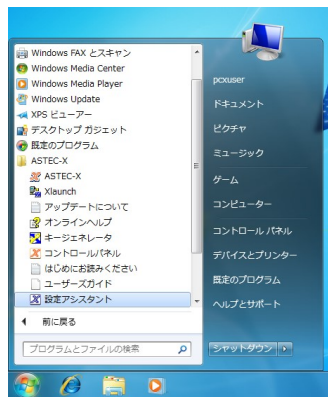 Windows FAX とスキャン
Windows Media Center
Windows Media Player
Windows Update
XPS ビューアー
デスクトップ ガジェット
既定のプログラム
ASTEC-X
ASTEC-X
Xlaunch
アップデートについて
オンラインヘルプ
キージェネレータ
コントロールパネル
はじめにお読みください
ユーザーズガイド
設定アシスタント
前に戻る
プログラムとファイルの検索
pcxuser
ドキュメント
ピクチャ
ミュージック
ゲーム
コンピューター
コントロール パネル
デバイスとプリンター
既定のプログラム
ヘルプとサポート
シャットダウン